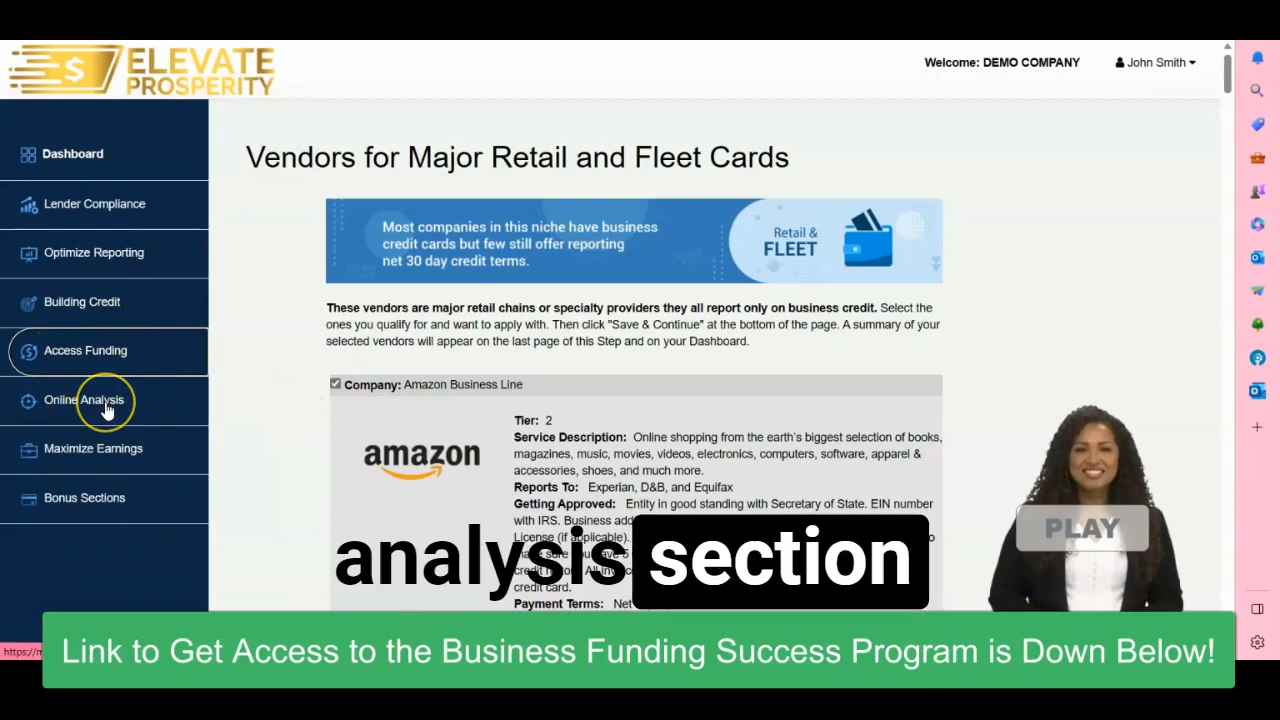 ELEVATE
PROSPERITY
Welcome: DEMO COMPANY
John Smith
Dashboard
Lender Compliance
Optimize Reporting
Building Credit
Access Funding
Online Analysis
Maximize Earnings
Bonus Sections
Vendors for Major Retail and Fleet Cards
Most companies in this niche have business
credit cards but few still offer reporting
net 30 day credit terms.
Retail &
FLEET
These vendors are major retail chains or specialty providers they all report only on business credit. Select the
ones you qualify for and want to apply with. Then click "Save & Continue" at the bottom of the page. A summary of your
selected vendors will appear on the last page of this Step and on your Dashboard.
Company: Amazon Business Line
amazon
Tier: 2
Service Description: Online shopping from the earth's biggest selection of books,
magazines, music, movies, videos, electronics, computers, software, apparel &
accessories, shoes, and much more.
Reports To: Experian, D&B, and Equifax
Getting Approved: Entity in good standing with Secretary of State. EIN number
with IRS. Business
License (if applicable).
credit card.
Payment Terms: Net
PLAY
analysis section
https://m
Link to Get Access to the Business Funding Success Program is Down Below!